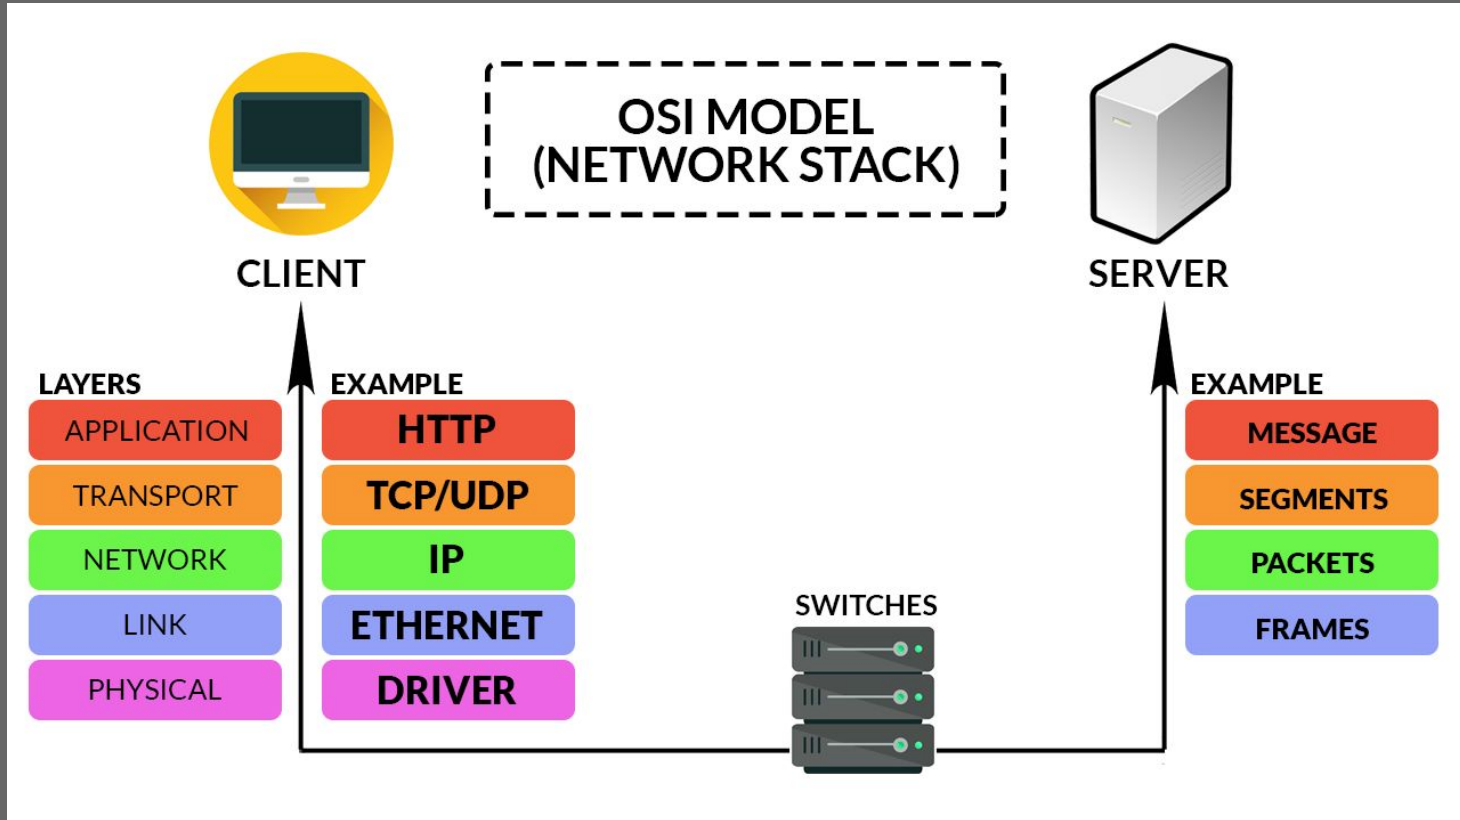 OSI MODEL
(NETWORK STACK)
CLIENT
SERVER
LAYERS
APPLICATION
TRANSPORT
NETWORK
LINK
PHYSICAL
EXAMPLE
HTTP
TCP/UDP
IP
ETHERNET
DRIVER
SWITCHES
EXAMPLE
MESSAGE
SEGMENTS
PACKETS
FRAMES